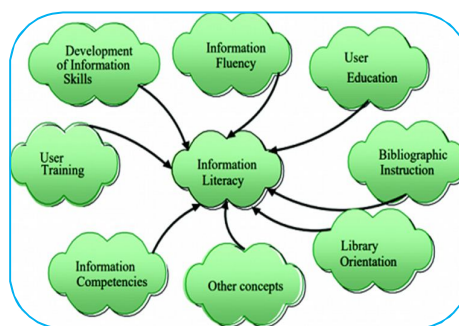 Development
of Information
Skills
Information
Fluency
User
Education
User
Training
Information
Literacy
Bibliographic
Instruction
Information
Competencies
Other concepts
Library
Orientation